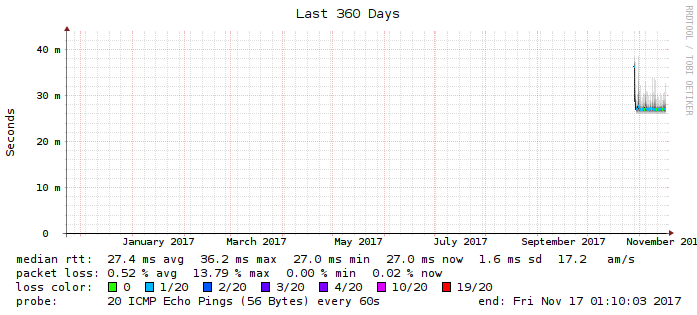 Last 360 Days
RRDTOOL / TOBI OETIKER
Seconds
40 m
30 m
20 m
10 m
0
January 2017 March 2017 May 2017 July 2017 September 2017 November 201
median rtt: 27.4 ms avg 36.2 ms max 27.0 ms min 27.0 ms now 1.6 ms sd 17.2 am/s
packet loss: 0.52 % avg 13.79 % max 0.00 % min 0.02 % now
loss color: 0 1/20 2/20 3/20 4/20 10/20 19/20
probe: 20 ICMP Echo Pings (56 Bytes) every 60s end: Fri Nov 17 01:10:03 2017